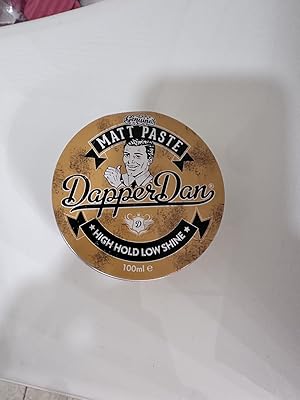 Genuine
MATT PASTE
Dapper Dan
D
HIGH HOLD LOW SHINE
100ml e